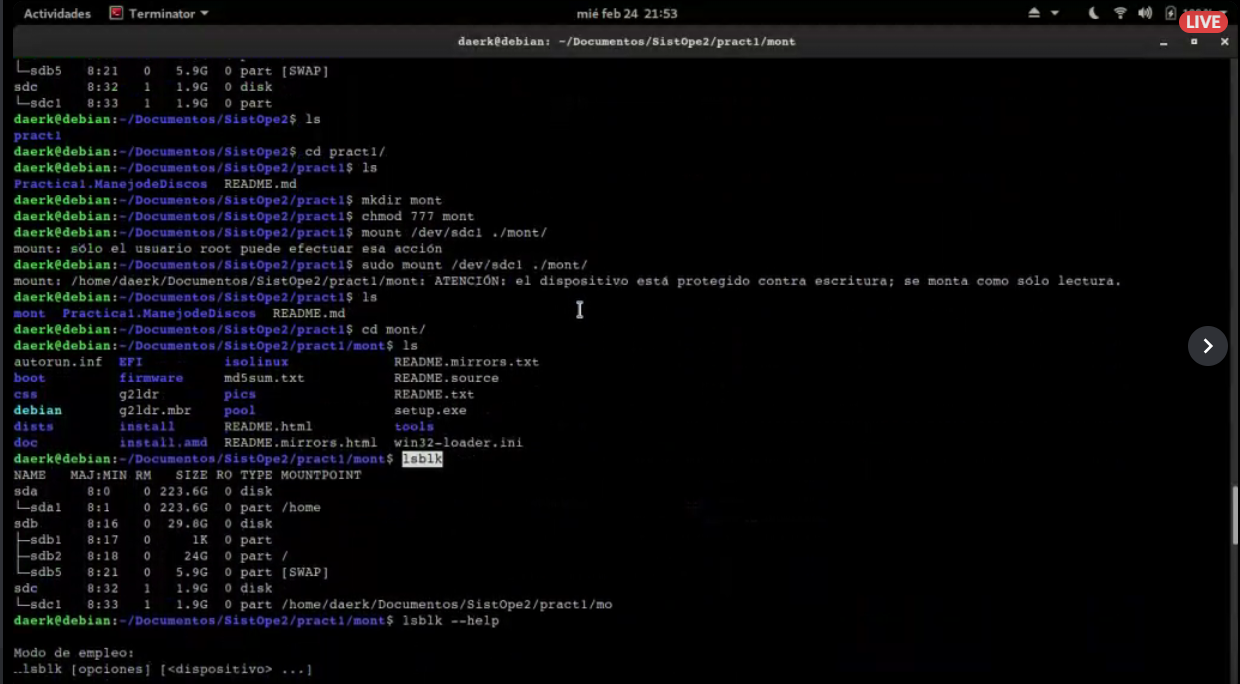 Actividades Terminator mié feb 24 21:53
LIVE
daerk@debian: ~/Documentos/SistOpe2/pract1/mont
└─sdb5 8:21 0 5.9G 0 part [SWAP]
sdc 8:32 1 1.9G 0 disk
└─sdc1 8:33 1 1.9G 0 part
daerk@debian:~/Documentos/SistOpe2$ ls
pract1
daerk@debian:~/Documentos/SistOpe2$ cd pract1/
daerk@debian:~/Documentos/SistOpe2/pract1$ ls
Practica1.ManejodeDiscos README.md
daerk@debian:~/Documentos/SistOpe2/pract1$ mkdir mont
daerk@debian:~/Documentos/SistOpe2/pract1$ chmod 777 mont
daerk@debian:~/Documentos/SistOpe2/pract1$ mount /dev/sdc1 ./mont/
mount: sólo el usuario root puede efectuar esa acción
daerk@debian:~/Documentos/SistOpe2/pract1$ sudo mount /dev/sdc1 ./mont/
mount: /home/daerk/Documentos/SistOpe2/pract1/mont: ATENCIÓN: el dispositivo está protegido contra escritura; se monta como sólo lectura.
daerk@debian:~/Documentos/SistOpe2/pract1$ ls
mont Practica1.ManejodeDiscos README.md
daerk@debian:~/Documentos/SistOpe2/pract1$ cd mont/
daerk@debian:~/Documentos/SistOpe2/pract1/mont$ ls
autorun.inf EFI isolinux README.mirrors.txt
boot firmware md5sum.txt README.source
css g2ldr pics README.txt
debian g2ldr.mbr pool setup.exe
dists install README.html tools
doc install.amd README.mirrors.html win32-loader.ini
daerk@debian:~/Documentos/SistOpe2/pract1/mont$ lsblk
NAME MAJ:MIN RM SIZE RO TYPE MOUNTPOINT
sda 8:0 0 223.6G 0 disk
└─sda1 8:1 0 223.6G 0 part /home
sdb 8:16 0 29.8G 0 disk
├─sdb1 8:17 0 1K 0 part
├─sdb2 8:18 0 24G 0 part /
└─sdb5 8:21 0 5.9G 0 part [SWAP]
sdc 8:32 1 1.9G 0 disk
└─sdc1 8:33 1 1.9G 0 part /home/daerk/Documentos/SistOpe2/pract1/mo
daerk@debian:~/Documentos/SistOpe2/pract1/mont$ lsblk --help
Modo de empleo:
lsblk [opciones] [<dispositivo> ...]